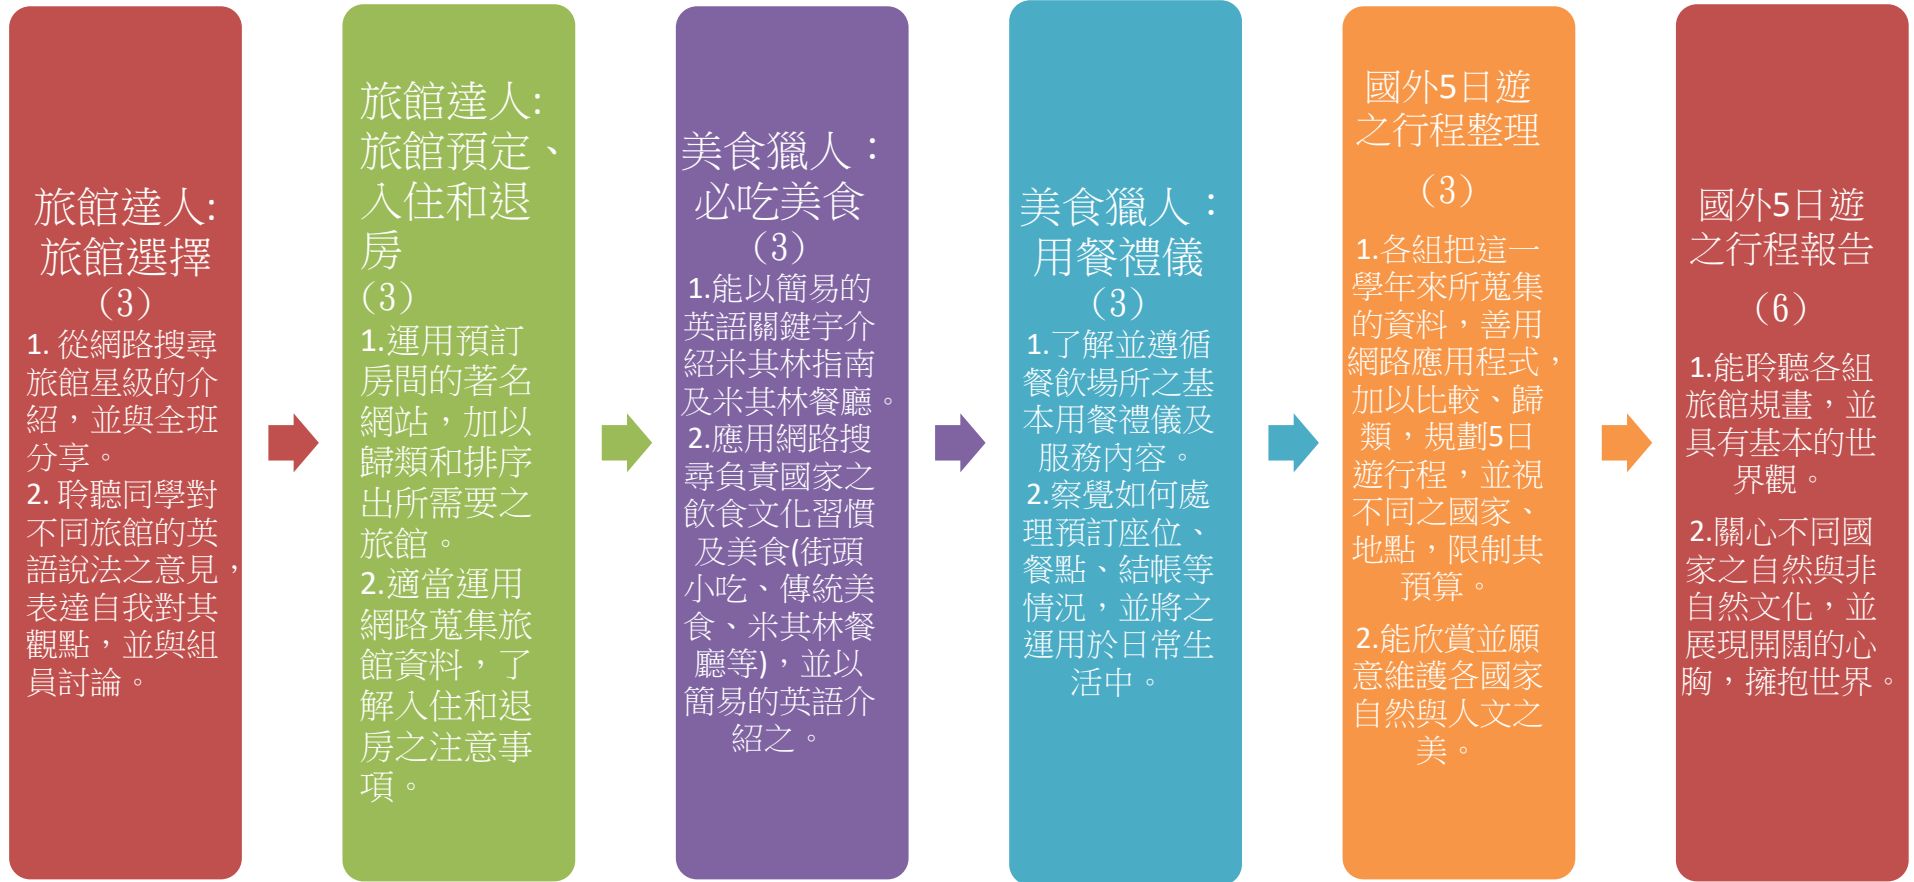 旅館達人:
旅館選擇
(3)
1. 從網路搜尋
旅館星級的介
紹，並與全班
分享。
2. 聆聽同學對
不同旅館的英
語說法之意見，
表達自我對其
觀點，並與組
員討論。
旅館達人:
旅館預定、
入住和退
房
(3)
1.運用預訂
房間的著名
網站，加以
歸類和排序
出所需要之
旅館。
2.適當運用
網路蒐集旅
館資料，了
解入住和退
房之注意事
項。
美食獵人：
必吃美食
(3)
1.能以簡易的
英語關鍵字介
紹米其林指南
及米其林餐廳。
2.應用網路搜
尋負責國家之
飲食文化習慣
及美食(街頭
小吃、傳統美
食、米其林餐
廳等)，並以
簡易的英語介
紹之。
美食獵人：
用餐禮儀
(3)
1.了解並遵循
餐飲場所之基
本用餐禮儀及
服務內容。
2.察覺如何處
理預訂座位、
餐點、結帳等
情況，並將之
運用於日常生
活中。
國外5日遊
之行程整理
(3)
1.各組把這一
學年來所蒐集
的資料，善用
網路應用程式，
加以比較、歸
類，規劃5日
遊行程，並視
不同之國家、
地點，限制其
預算。
2.能欣賞並願
意維護各國家
自然與人文之
美。
國外5日遊
之行程報告
(6)
1.能聆聽各組
旅館規畫，並
具有基本的世
界觀。
2.關心不同國
家之自然與非
自然文化，並
展現開闊的心
胸，擁抱世界。